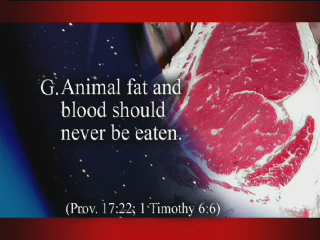 G. Animal fat and
blood should
never be eaten.
(Prov. 17:22; 1 Timothy 6:6)